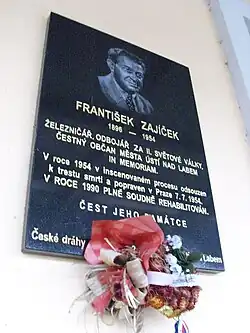 FRANTIŠEK ZAJÍČEK
1896 - 1954
ŽELEZNIČÁŘ, ODBOJÁŘ ZA II. SVĚTOVÉ VÁLKY,
ČESTNÝ OBČAN MĚSTA ÚSTÍ NAD LABEM
IN MEMORIAM.
V roce 1954 v inscenovaném procesu odsouzen
k trestu smrti a popraven v Praze 7. 7. 1954.
V ROCE 1990 PLNĚ SOUDNĚ REHABILITOVÁN.
ČEST JEHO PAMÁTCE
České dráhy Labem